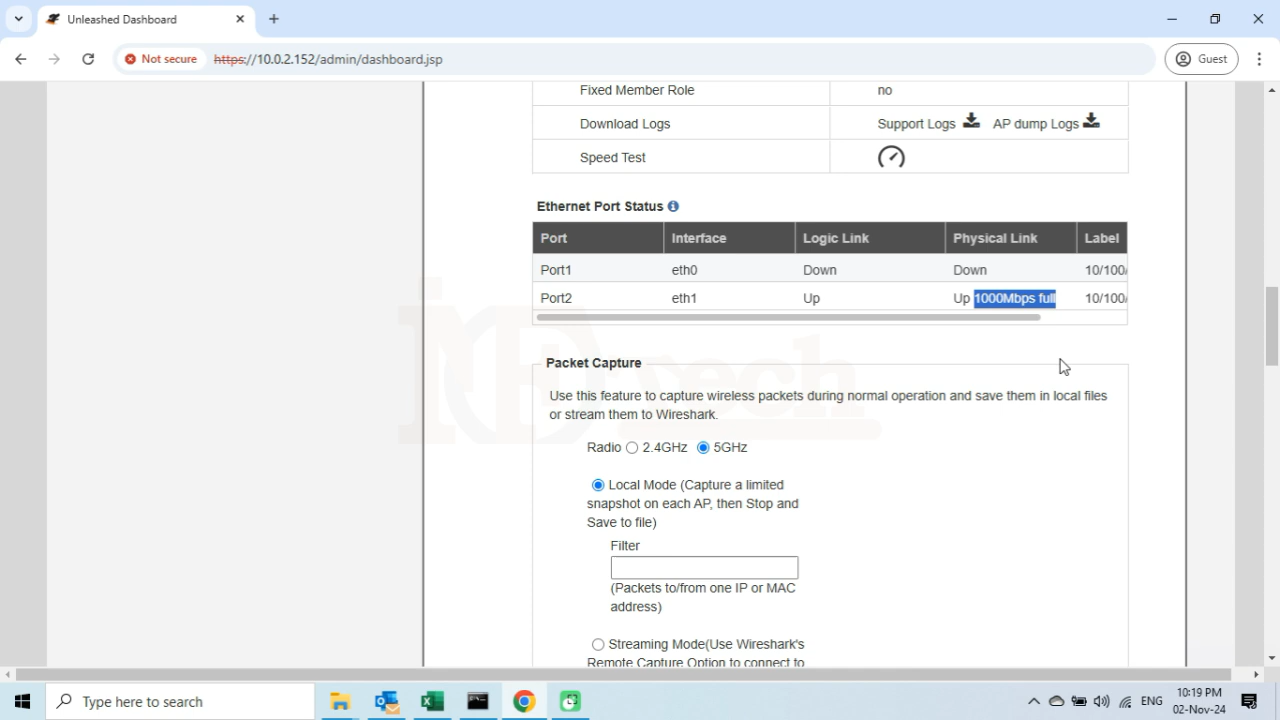 Unleashed Dashboard
Not secure https://10.0.2.152/admin/dashboard.jsp Guest
Fixed Member Role no
Download Logs Support Logs AP dump Logs
Speed Test
Ethernet Port Status
Port Interface Logic Link Physical Link Label
Port1 eth0 Down Down 10/100/
Port2 eth1 Up Up 1000Mbps full 10/100/
Packet Capture
Use this feature to capture wireless packets during normal operation and save them in local files
or stream them to Wireshark.
Radio 2.4GHz 5GHz
Local Mode (Capture a limited
snapshot on each AP, then Stop and
Save to file)
Filter
(Packets to/from one IP or MAC
address)
Streaming Mode(Use Wireshark's
Remote Capture Option to connect to
Type here to search
ENG
10:19 PM
02-Nov-24